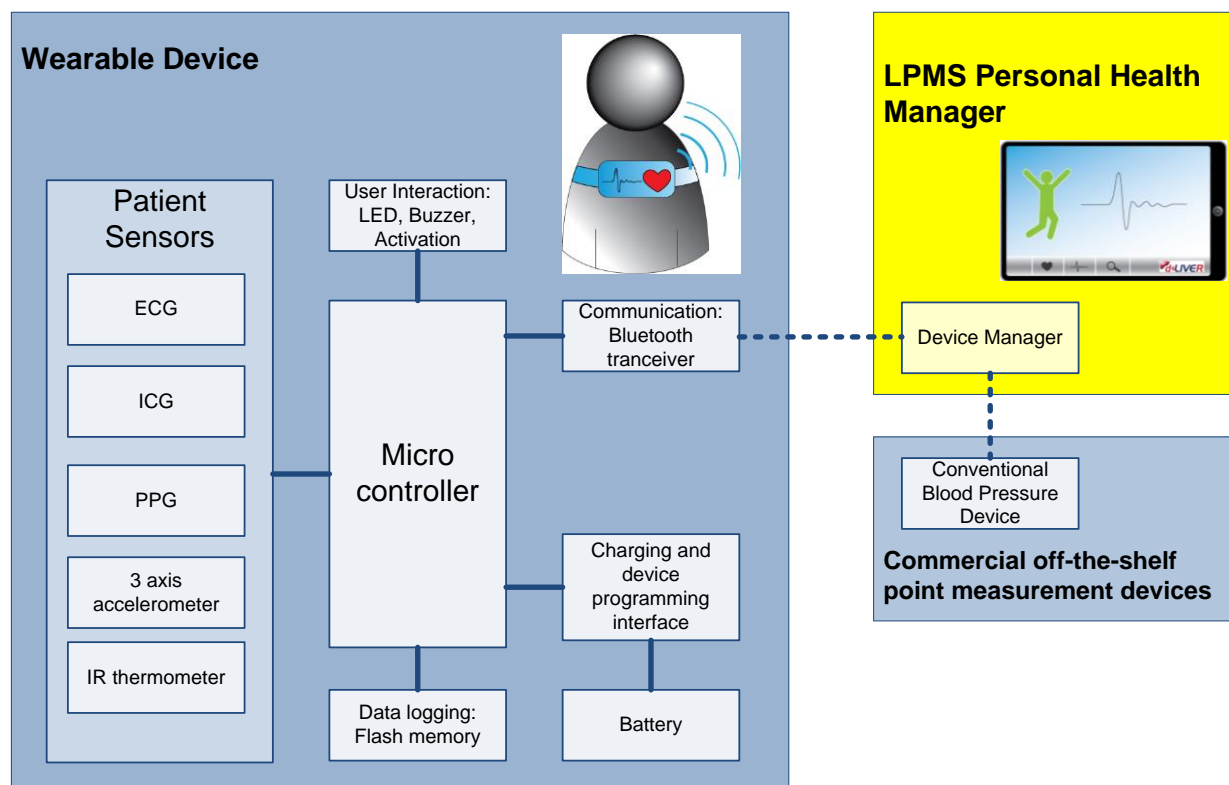 Wearable Device
LPMS Personal Health
Manager
Patient
Sensors
ECG
ICG
PPG
3 axis
accelerometer
IR thermometer
User Interaction:
LED, Buzzer,
Activation
Micro
controller
Data logging:
Flash memory
Communication:
Bluetooth
tranceiver
Charging and
device
programming
interface
Battery
d-LIVER
Device Manager
Conventional
Blood Pressure
Device
Commercial off-the-shelf
point measurement devices